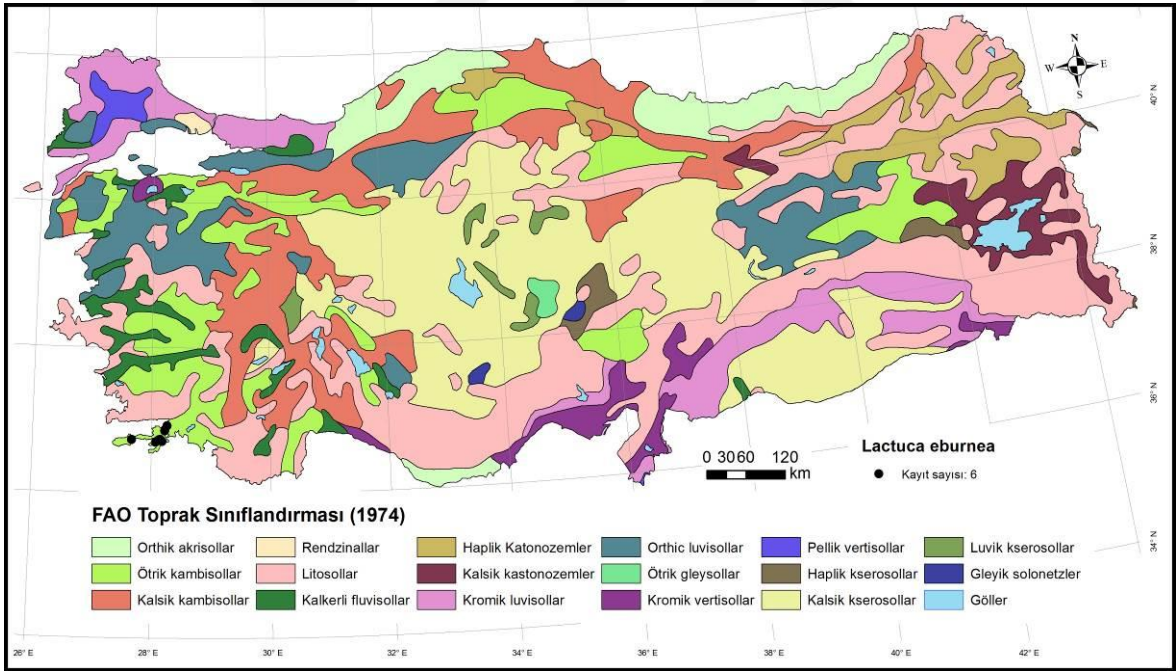 N
W E
S
40° N
38° N
36° N
34° N
Lactuca eburnea
0 3060 120
km
Kayıt sayısı: 6
FAO Toprak Sınıflandırması (1974)
Orthik akrisollar Rendzinallar Haplik Katonozemler Orthic luvisollar Pellik vertisollar Luvik kserosollar
Ötrik kambisollar Litosollar Kalsik kastonozemler Ötrik gleysollar Haplik kserosollar Gleyik solonetzler
Kalsik kambisollar Kalkerli fluvisollar Kromik luvisollar Kromik vertisollar Kalsik kserosollar Göller
26° E 28° E 30° E 32° E 34° E 36° E 38° E 40° E 42° E